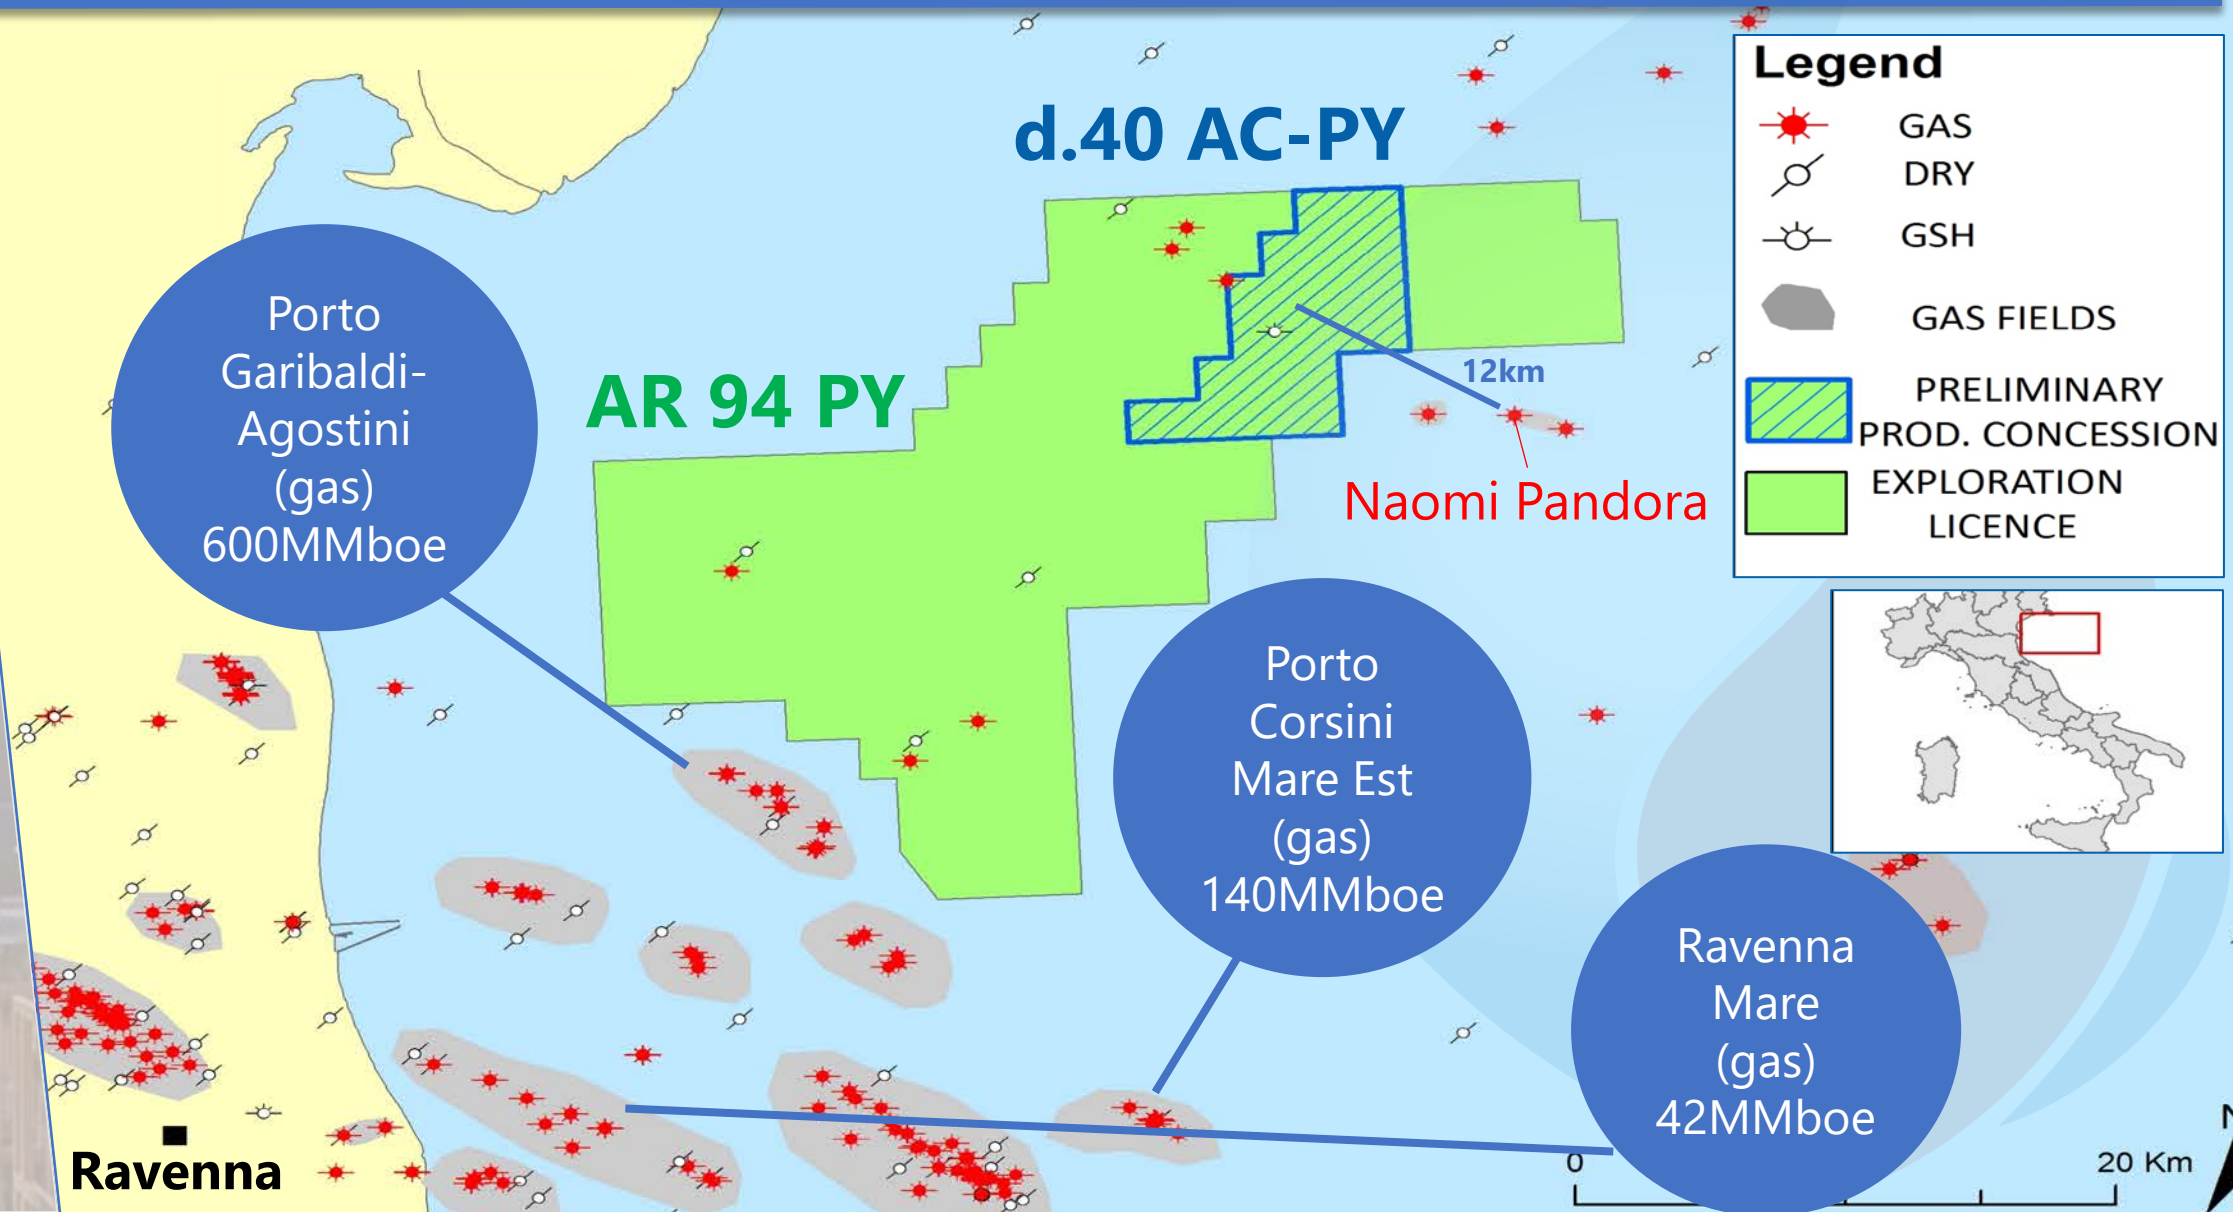 d.40 AC-PY
AR 94 PY
Porto
Garibaldi-
Agostini
(gas)
600MMboe
12km
Naomi Pandora
Porto
Corsini
Mare Est
(gas)
140MMboe
Ravenna
Mare
(gas)
42MMboe
Ravenna
Legend
GAS
DRY
GSH
GAS FIELDS
PRELIMINARY
PROD. CONCESSION
EXPLORATION
LICENCE
0
20 Km
N